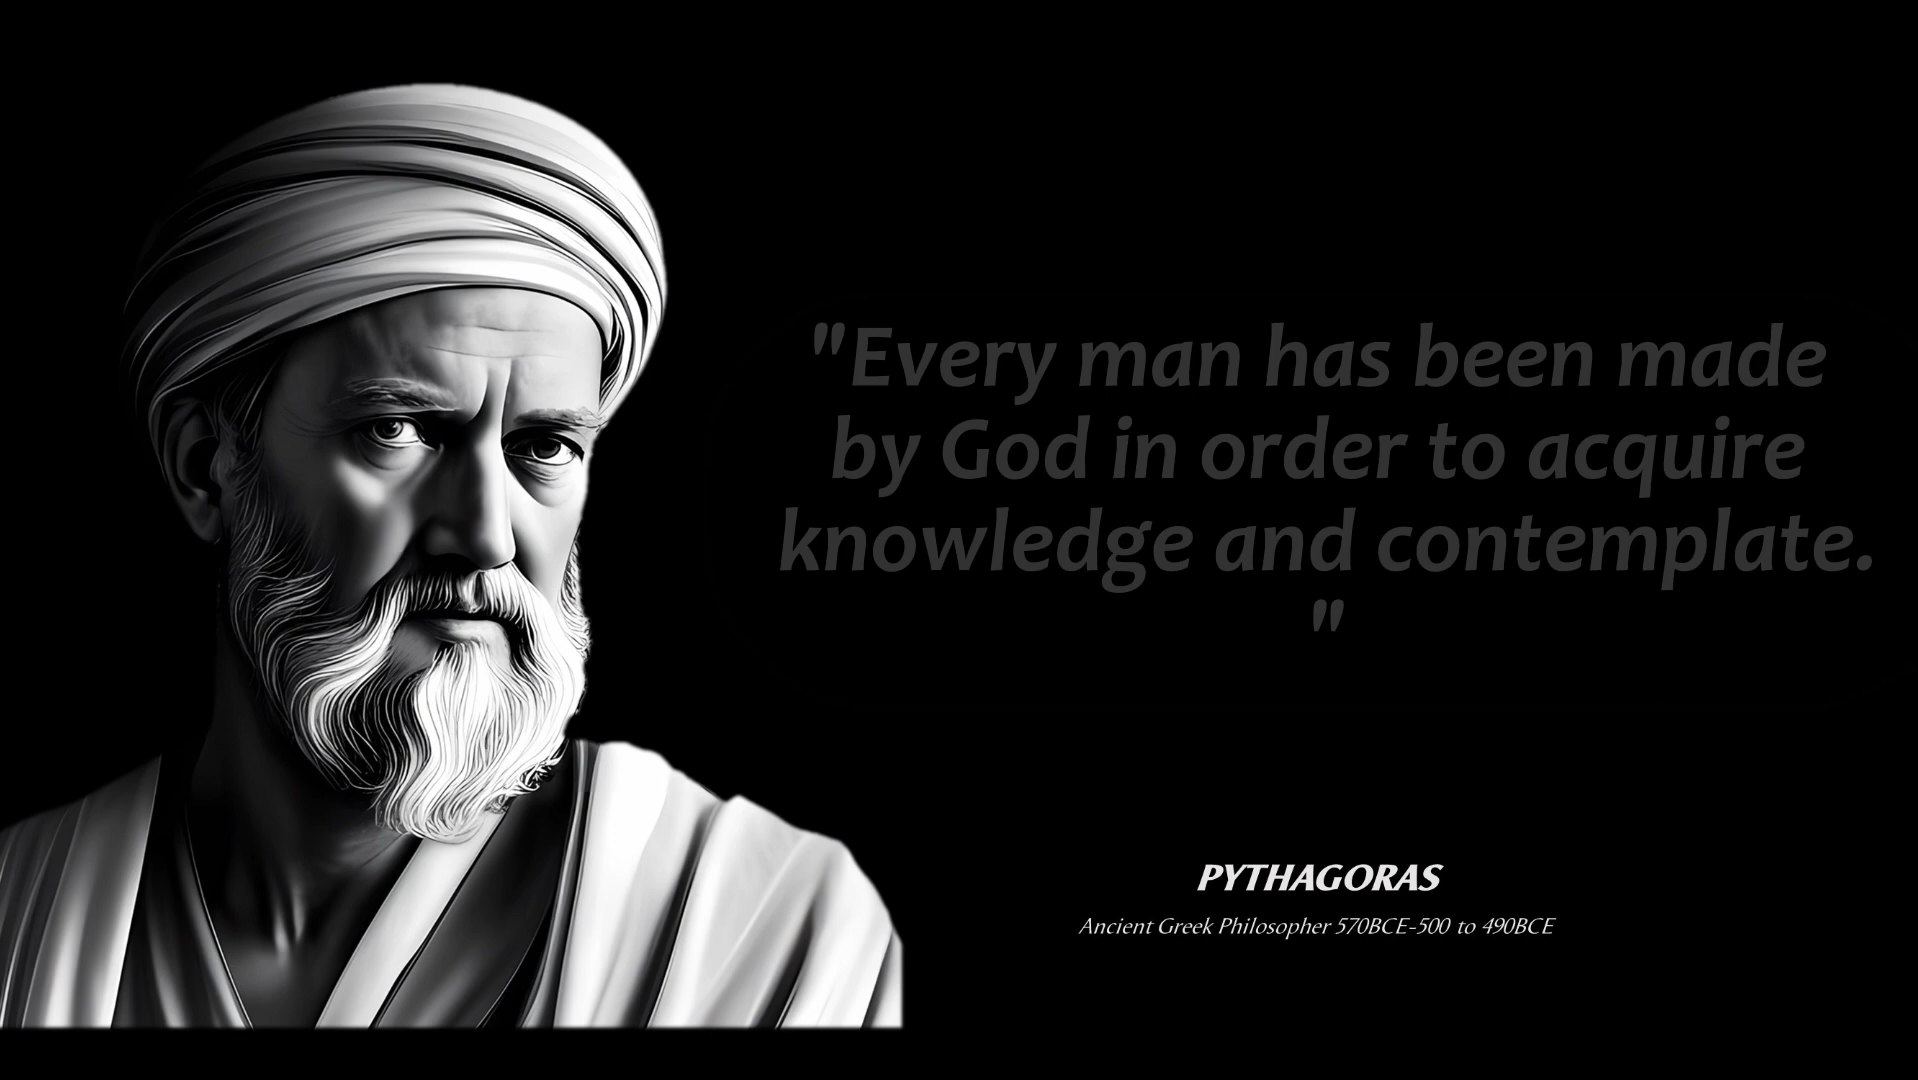 "Every man has been made
by God in order to acquire
knowledge and contemplate.
"
PYTHAGORAS
Ancient Greek Philosopher 570BCE-500 to 490BCE